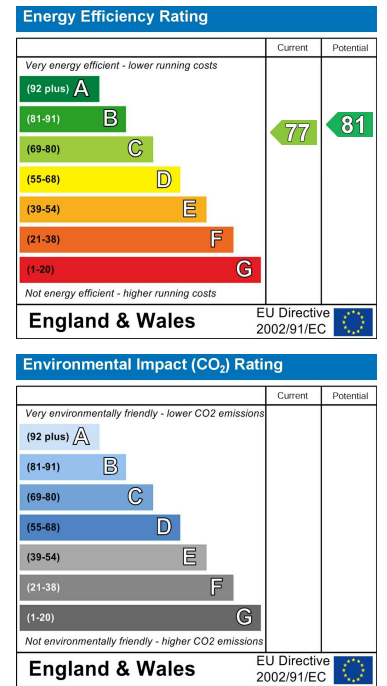 Energy Efficiency Rating
Current Potential
Very energy efficient - lower running costs
(92 plus) A
(81-91) B
(69-80) C
(55-68) D
(39-54) E
(21-38) F
(1-20) G
77
81
Not energy efficient - higher running costs
England & Wales
EU Directive
2002/91/EC
Environmental Impact (CO₂) Rating
Current Potential
Very environmentally friendly - lower CO2 emissions
(92 plus) A
(81-91) B
(69-80) C
(55-68) D
(39-54) E
(21-38) F
(1-20) G
Not environmentally friendly - higher CO2 emissions
England & Wales
EU Directive
2002/91/EC